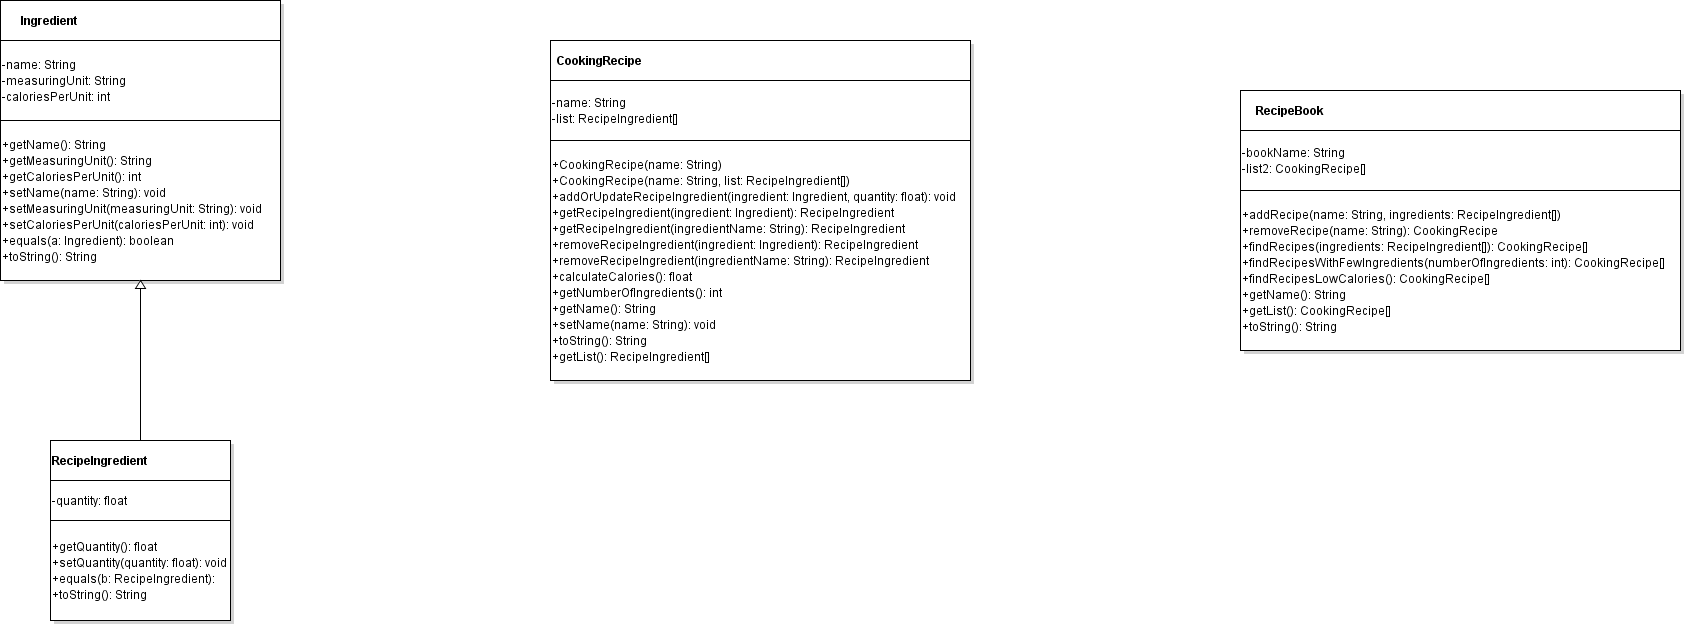 Ingredient
-name: String
-measuringUnit: String
-caloriesPerUnit: int
+getName(): String
+getMeasuringUnit(): String
+getCaloriesPerUnit(): int
+setName(name: String): void
+setMeasuringUnit(measuringUnit: String): void
+setCaloriesPerUnit(caloriesPerUnit: int): void
+equals(a: Ingredient): boolean
+toString(): String
RecipeIngredient
-quantity: float
+getQuantity(): float
+setQuantity(quantity: float): void
+equals(b: RecipeIngredient):
+toString(): String
CookingRecipe
-name: String
-list: RecipeIngredient[]
+CookingRecipe(name: String)
+CookingRecipe(name: String, list: RecipeIngredient[])
+addOrUpdateRecipeIngredient(ingredient: Ingredient, quantity: float): void
+getRecipeIngredient(ingredient: Ingredient): RecipeIngredient
+getRecipeIngredient(ingredientName: String): RecipeIngredient
+removeRecipeIngredient(ingredient: Ingredient): RecipeIngredient
+removeRecipeIngredient(ingredientName: String): RecipeIngredient
+calculateCalories(): float
+getNumberOfIngredients(): int
+getName(): String
+setName(name: String): void
+toString(): String
+getList(): RecipeIngredient[]
RecipeBook
-bookName: String
-list2: CookingRecipe[]
+addRecipe(name: String, ingredients: RecipeIngredient[])
+removeRecipe(name: String): CookingRecipe
+findRecipes(ingredients: RecipeIngredient[]): CookingRecipe[]
+findRecipesWithFewIngredients(numberOfIngredients: int): CookingRecipe[]
+findRecipesLowCalories(): CookingRecipe[]
+getName(): String
+getList(): CookingRecipe[]
+toString(): String